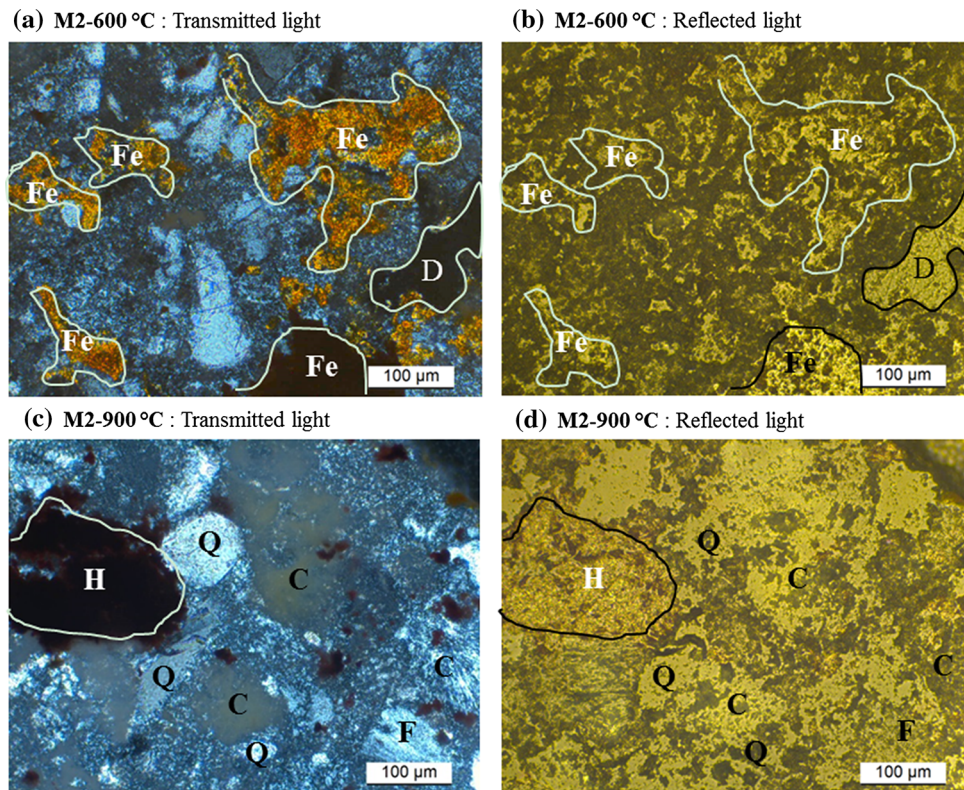 (a) M2-600 °C : Transmitted light
(b) M2-600 °C : Reflected light
Fe
Fe
Fe
D
Fe
Fe
100 µm
Fe
Fe
Fe
D
Fe
Fe
100 µm
(c) M2-900 °C : Transmitted light
(d) M2-900 °C : Reflected light
Q
H
C
Q
C
C
F
Q
100 µm
Q
H
C
Q
C
C
F
Q
100 µm